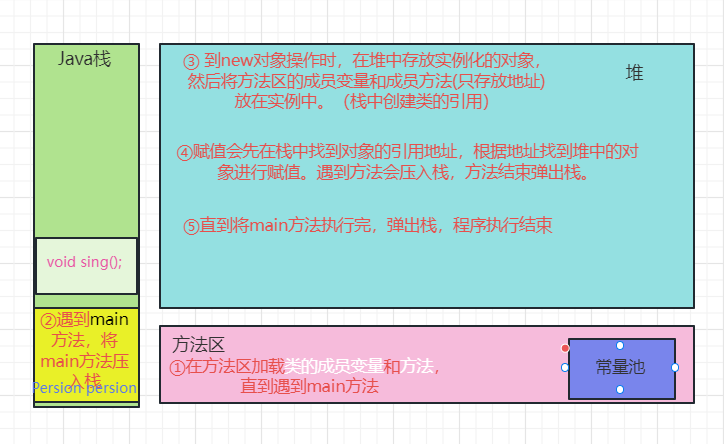 Java栈
③ 到new对象操作时，在堆中存放实例化的对象，
然后将方法区的成员变量和成员方法(只存放地址)
放在实例中。（栈中创建类的引用）
堆
④赋值会先在栈中找到对象的引用地址，根据地址找到堆中的对
象进行赋值。遇到方法会压入栈，方法结束弹出栈。
⑤直到将main方法执行完，弹出栈，程序执行结束
void sing();
②遇到main
方法，将
main方法压
入栈
Persion persion
方法区
①在方法区加载类的成员变量和方法，
直到遇到main方法
常量池